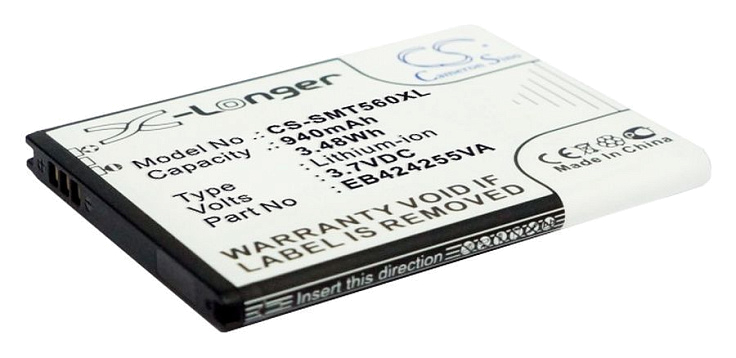 X-Longer
CS
Cameron Sino
Model CS-SMT560XL
Capacity 940mAh
3.48Wh
Type Lithium-ion
Volts 3.7VDC
Part No EB424255VA
WARRANTY VOID IF
LABEL IS REMOVED
Made in China
Insert this direction